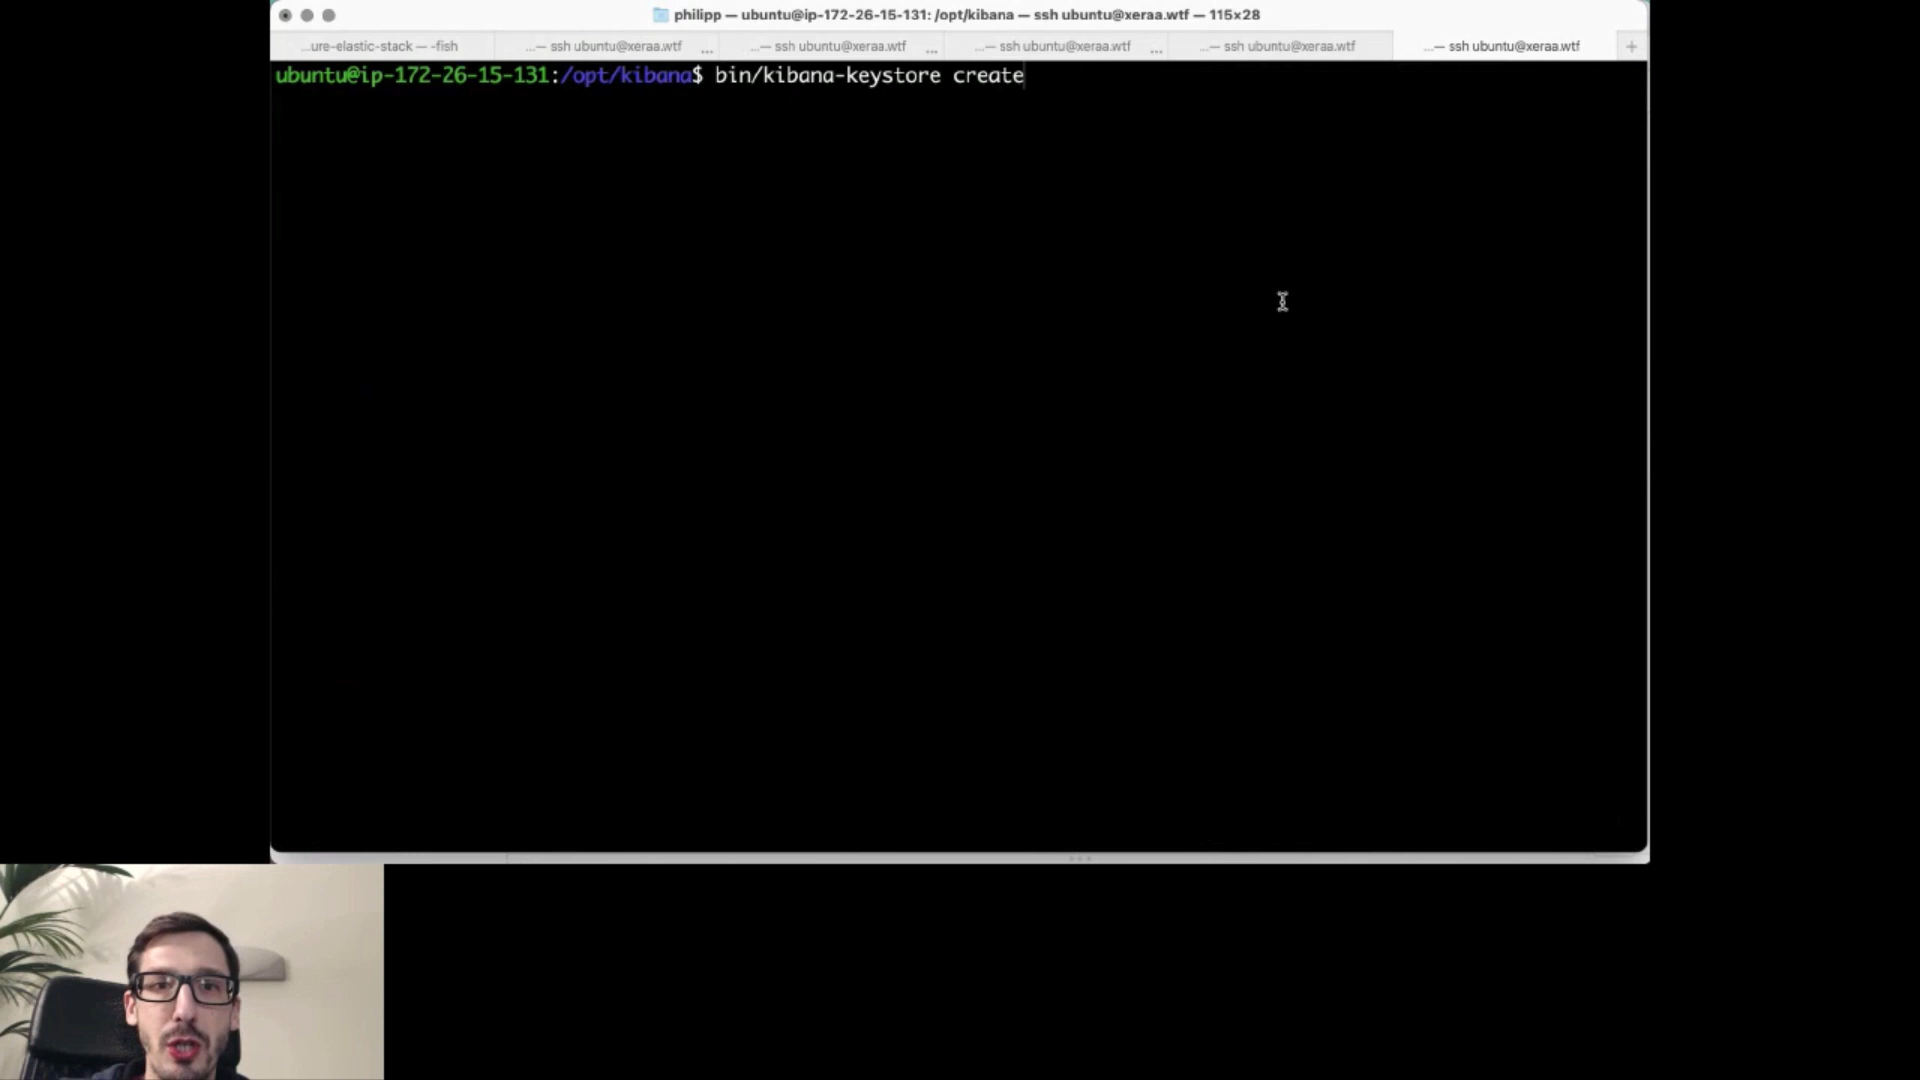 philipp — ubuntu@ip-172-26-15-131: /opt/kibana — ssh ubuntu@xeraa.wtf — 115×28
...ure-elastic-stack — -fish
...— ssh ubuntu@xeraa.wtf ...
...— ssh ubuntu@xeraa.wtf ...
...— ssh ubuntu@xeraa.wtf ...
...— ssh ubuntu@xeraa.wtf
...— ssh ubuntu@xeraa.wtf
+
ubuntu@ip-172-26-15-131:/opt/kibana$ bin/kibana-keystore create